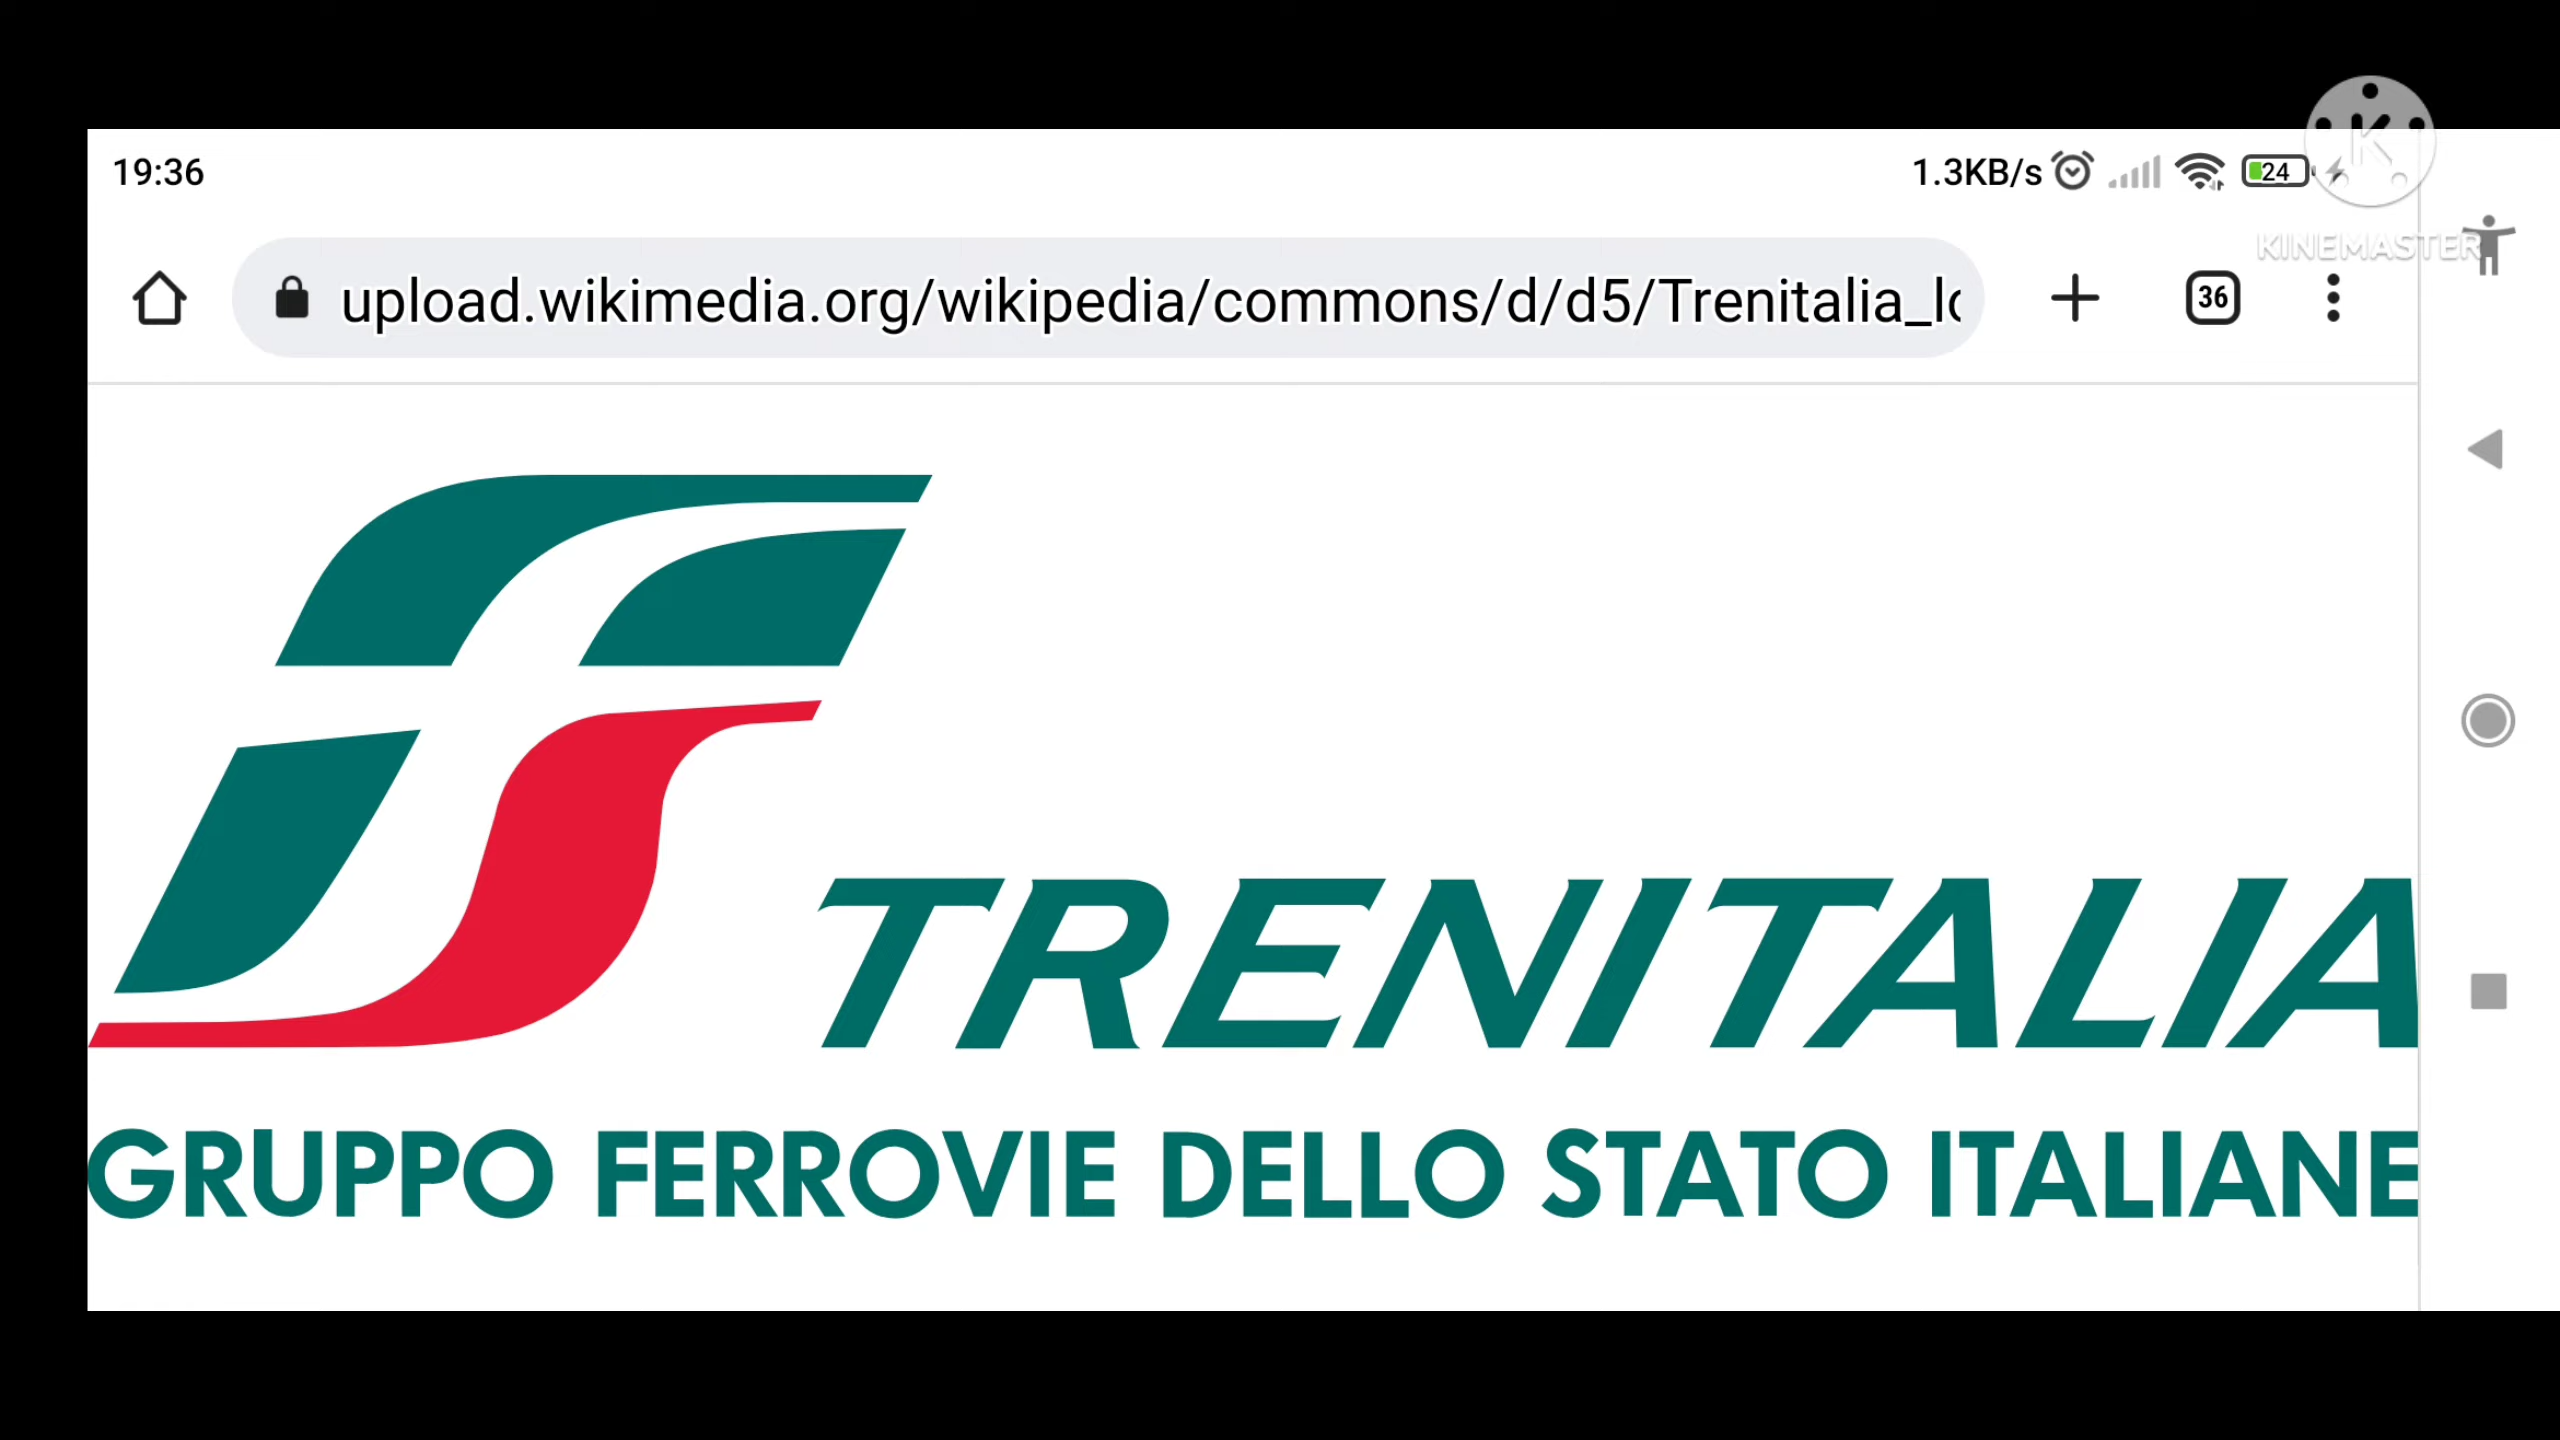 19:36
1.3KB/s
24
KINEMASTER
upload.wikimedia.org/wikipedia/commons/d/d5/Trenitalia_lo
36
TRENITALIA
GRUPPO FERROVIE DELLO STATO ITALIANE